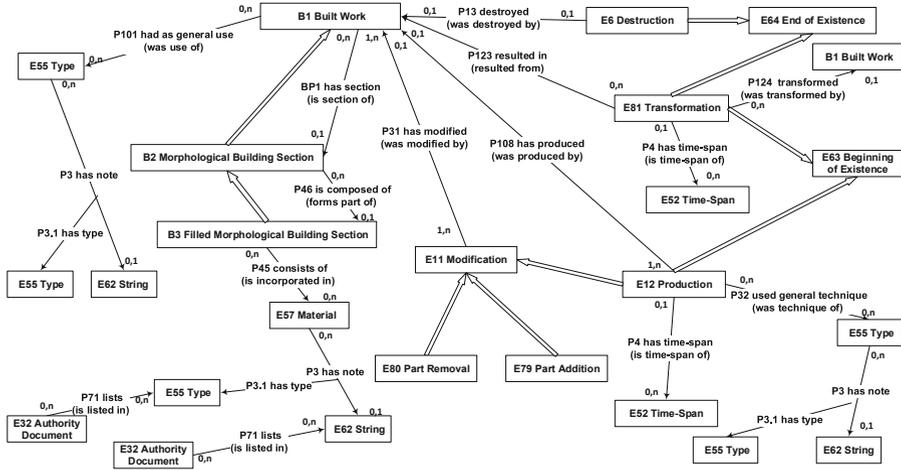 0,n
B1 Built Work
0,1
P13 destroyed
(was destroyed by)
0,1
E6 Destruction
E64 End of Existence
P101 had as general use
(was use of)
0,n
1,n
0,1
0,1
P123 resulted in
(resulted from)
B1 Built Work
E55 Type
0,n
0,n
BP1 has section
(is section of)
0,n
P124 transformed
(was transformed by)
0,1
0,n
E81 Transformation
0,1
0,1
P31 has modified
(was modified by)
P108 has produced
(was produced by)
P4 has time-span
(is time-span of)
B2 Morphological Building Section
0,n
E63 Beginning
of Existence
P3 has note
P46 is composed of
(forms part of)
0,n
E52 Time-Span
0,1
P3.1 has type
B3 Filled Morphological Building Section
0,n
1,n
P45 consists of
(is incorporated in)
E11 Modification
1,n
0,1
E55 Type
E62 String
E12 Production
0,n
0,n
0,1
P32 used general technique
(was technique of)
E57 Material
0,n
0,n
E55 Type
P4 has time-span
(is time-span of)
0,n
P3 has note
E80 Part Removal
E79 Part Addition
P3.1 has type
E55 Type
P3 has note
0,n
P71 lists
(is listed in)
0,n
0,n
E52 Time-Span
P3.1 has type
0,1
0,n
E32 Authority
Document
P71 lists
(is listed in)
E62 String
0,1
E32 Authority
Document
0,n
E55 Type
E62 String